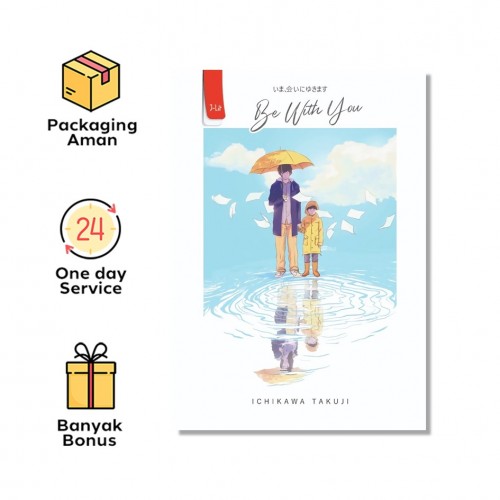 Packaging
Aman
24
One day
Service
Banyak
Bonus
J-Lit
いま、会いにゆきます
Be With You
ICHIKAWA TAKUJI